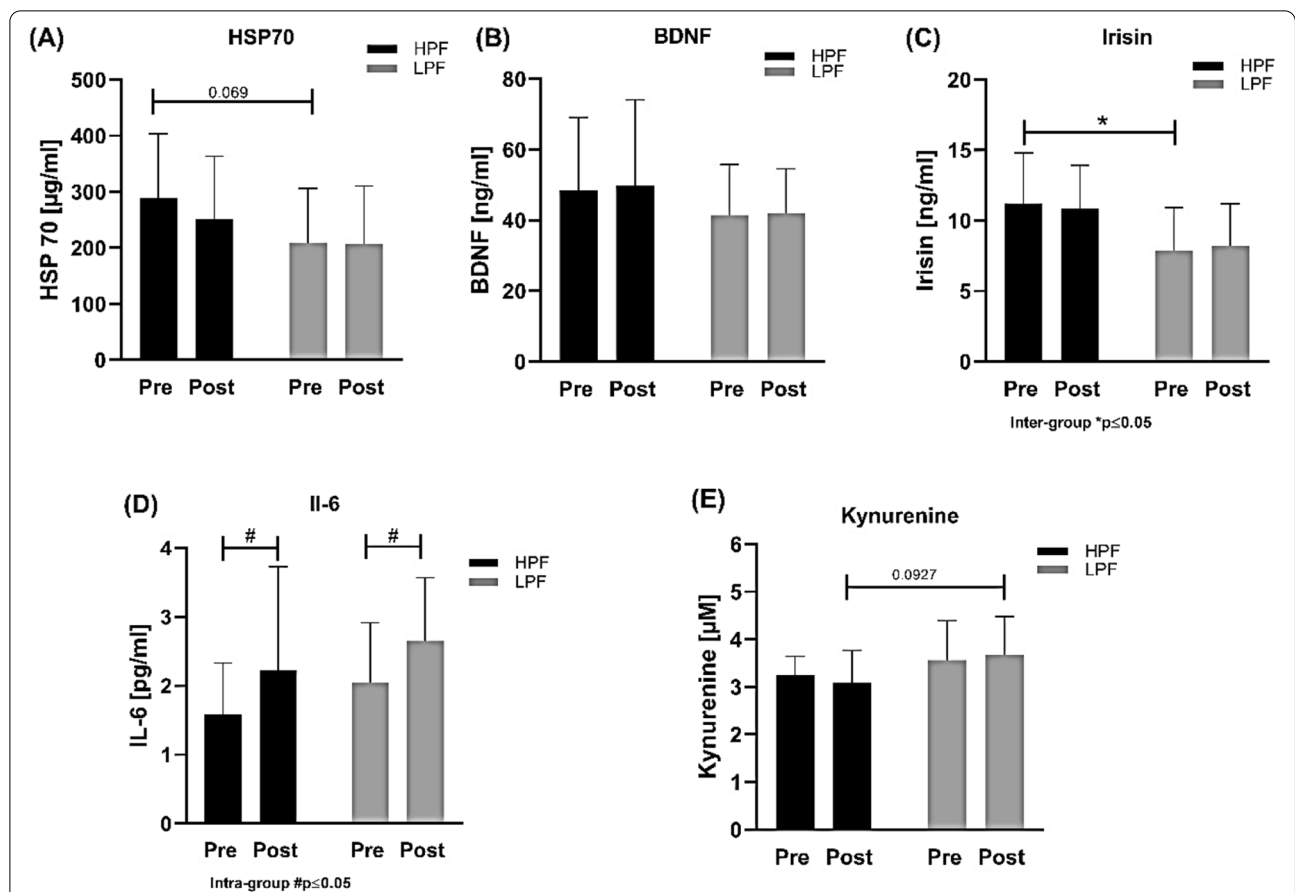 (A)
HSP70
HPF
LPF
HSP 70 [µg/ml]
500
400
300
200
100
0
0.069
Pre Post Pre Post
(B)
BDNF
HPF
LPF
BDNF [ng/ml]
80
60
40
20
0
Pre Post Pre Post
(C)
Irisin
HPF
LPF
Irisin [ng/ml]
20
15
10
5
0
*
Pre Post Pre Post
Inter-group *p≤0.05
(D)
Il-6
HPF
LPF
IL-6 [pg/ml]
4
3
2
1
0
# #
Pre Post Pre Post
Intra-group #p≤0.05
(E)
Kynurenine
HPF
LPF
Kynurenine [µM]
6
5
4
3
2
1
0
0.0927
Pre Post Pre Post